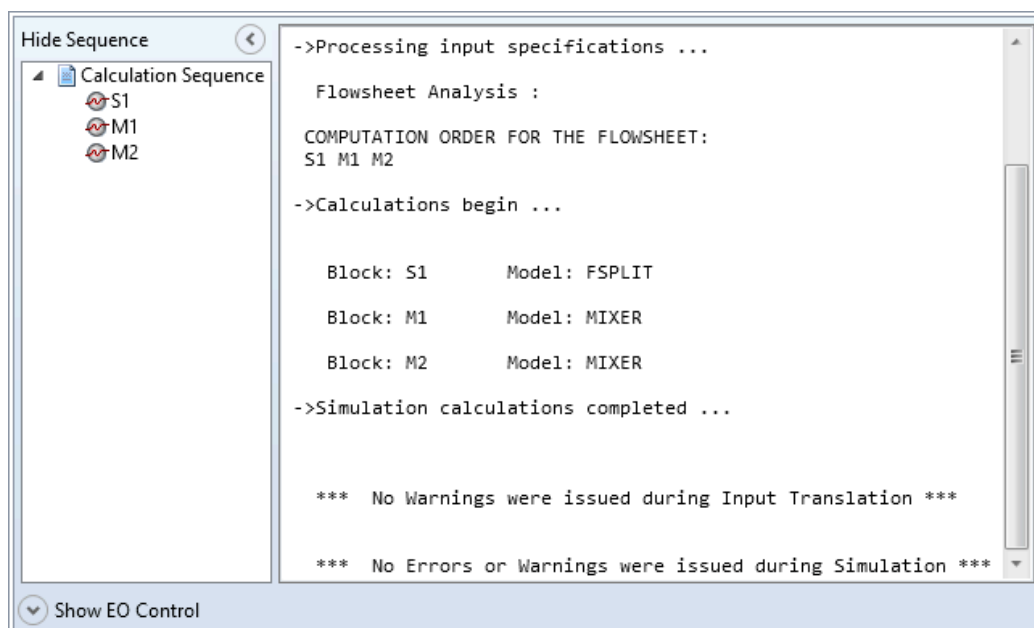 Hide Sequence
Calculation Sequence
S1
M1
M2
->Processing input specifications ...
Flowsheet Analysis :
COMPUTATION ORDER FOR THE FLOWSHEET:
S1 M1 M2
->Calculations begin ...
Block: S1 Model: FSPLIT
Block: M1 Model: MIXER
Block: M2 Model: MIXER
->Simulation calculations completed ...
*** No Warnings were issued during Input Translation ***
*** No Errors or Warnings were issued during Simulation ***
Show EO Control